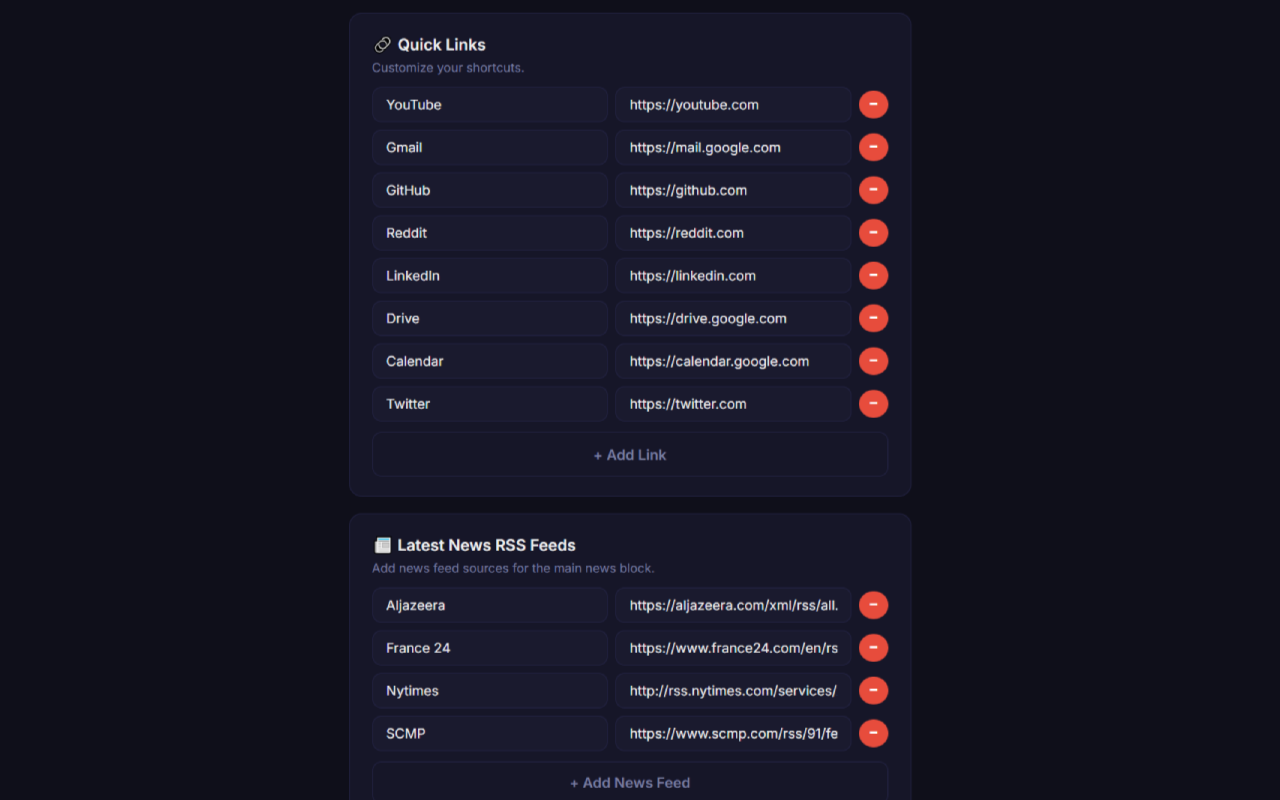 Quick Links
Customize your shortcuts.
YouTube https://youtube.com −
Gmail https://mail.google.com −
GitHub https://github.com −
Reddit https://reddit.com −
LinkedIn https://linkedin.com −
Drive https://drive.google.com −
Calendar https://calendar.google.com −
Twitter https://twitter.com −
+ Add Link
Latest News RSS Feeds
Add news feed sources for the main news block.
Aljazeera https://aljazeera.com/xml/rss/all. −
France 24 https://www.france24.com/en/rs −
Nytimes http://rss.nytimes.com/services/ −
SCMP https://www.scmp.com/rss/91/fe −
+ Add News Feed